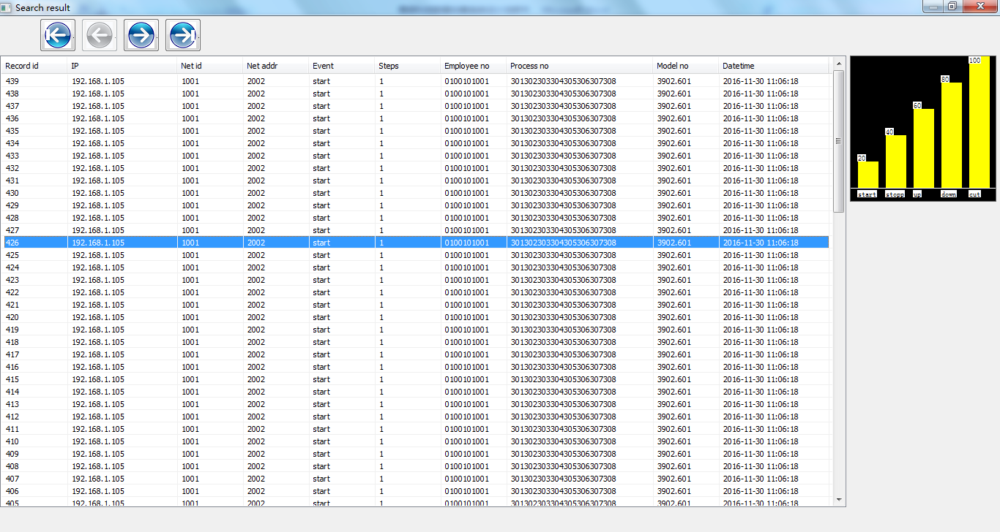 Search result
Record id IP Net id Net addr Event Steps Employee no Process no Model no Datetime
439 192.168.1.105 1001 2002 start 1 0100101001 301302303304305306307308 3902.601 2016-11-30 11:06:18
438 192.168.1.105 1001 2002 start 1 0100101001 301302303304305306307308 3902.601 2016-11-30 11:06:18
437 192.168.1.105 1001 2002 start 1 0100101001 301302303304305306307308 3902.601 2016-11-30 11:06:18
436 192.168.1.105 1001 2002 start 1 0100101001 301302303304305306307308 3902.601 2016-11-30 11:06:18
435 192.168.1.105 1001 2002 start 1 0100101001 301302303304305306307308 3902.601 2016-11-30 11:06:18
434 192.168.1.105 1001 2002 start 1 0100101001 301302303304305306307308 3902.601 2016-11-30 11:06:18
433 192.168.1.105 1001 2002 start 1 0100101001 301302303304305306307308 3902.601 2016-11-30 11:06:18
432 192.168.1.105 1001 2002 start 1 0100101001 301302303304305306307308 3902.601 2016-11-30 11:06:18
431 192.168.1.105 1001 2002 start 1 0100101001 301302303304305306307308 3902.601 2016-11-30 11:06:18
430 192.168.1.105 1001 2002 start 1 0100101001 301302303304305306307308 3902.601 2016-11-30 11:06:18
429 192.168.1.105 1001 2002 start 1 0100101001 301302303304305306307308 3902.601 2016-11-30 11:06:18
428 192.168.1.105 1001 2002 start 1 0100101001 301302303304305306307308 3902.601 2016-11-30 11:06:18
427 192.168.1.105 1001 2002 start 1 0100101001 301302303304305306307308 3902.601 2016-11-30 11:06:18
426 192.168.1.105 1001 2002 start 1 0100101001 301302303304305306307308 3902.601 2016-11-30 11:06:18
425 192.168.1.105 1001 2002 start 1 0100101001 301302303304305306307308 3902.601 2016-11-30 11:06:18
424 192.168.1.105 1001 2002 start 1 0100101001 301302303304305306307308 3902.601 2016-11-30 11:06:18
423 192.168.1.105 1001 2002 start 1 0100101001 301302303304305306307308 3902.601 2016-11-30 11:06:18
422 192.168.1.105 1001 2002 start 1 0100101001 301302303304305306307308 3902.601 2016-11-30 11:06:18
421 192.168.1.105 1001 2002 start 1 0100101001 301302303304305306307308 3902.601 2016-11-30 11:06:18
420 192.168.1.105 1001 2002 start 1 0100101001 301302303304305306307308 3902.601 2016-11-30 11:06:18
419 192.168.1.105 1001 2002 start 1 0100101001 301302303304305306307308 3902.601 2016-11-30 11:06:18
418 192.168.1.105 1001 2002 start 1 0100101001 301302303304305306307308 3902.601 2016-11-30 11:06:18
417 192.168.1.105 1001 2002 start 1 0100101001 301302303304305306307308 3902.601 2016-11-30 11:06:18
416 192.168.1.105 1001 2002 start 1 0100101001 301302303304305306307308 3902.601 2016-11-30 11:06:18
415 192.168.1.105 1001 2002 start 1 0100101001 301302303304305306307308 3902.601 2016-11-30 11:06:18
414 192.168.1.105 1001 2002 start 1 0100101001 301302303304305306307308 3902.601 2016-11-30 11:06:18
413 192.168.1.105 1001 2002 start 1 0100101001 301302303304305306307308 3902.601 2016-11-30 11:06:18
412 192.168.1.105 1001 2002 start 1 0100101001 301302303304305306307308 3902.601 2016-11-30 11:06:18
411 192.168.1.105 1001 2002 start 1 0100101001 301302303304305306307308 3902.601 2016-11-30 11:06:18
410 192.168.1.105 1001 2002 start 1 0100101001 301302303304305306307308 3902.601 2016-11-30 11:06:18
409 192.168.1.105 1001 2002 start 1 0100101001 301302303304305306307308 3902.601 2016-11-30 11:06:18
408 192.168.1.105 1001 2002 start 1 0100101001 301302303304305306307308 3902.601 2016-11-30 11:06:18
407 192.168.1.105 1001 2002 start 1 0100101001 301302303304305306307308 3902.601 2016-11-30 11:06:18
406 192.168.1.105 1001 2002 start 1 0100101001 301302303304305306307308 3902.601 2016-11-30 11:06:18
405 192.168.1.105 1001 2002 start 1 0100101001 301302303304305306307308 3902.601 2016-11-30 11:06:18
100
80
60
40
20
start stopp up down cut